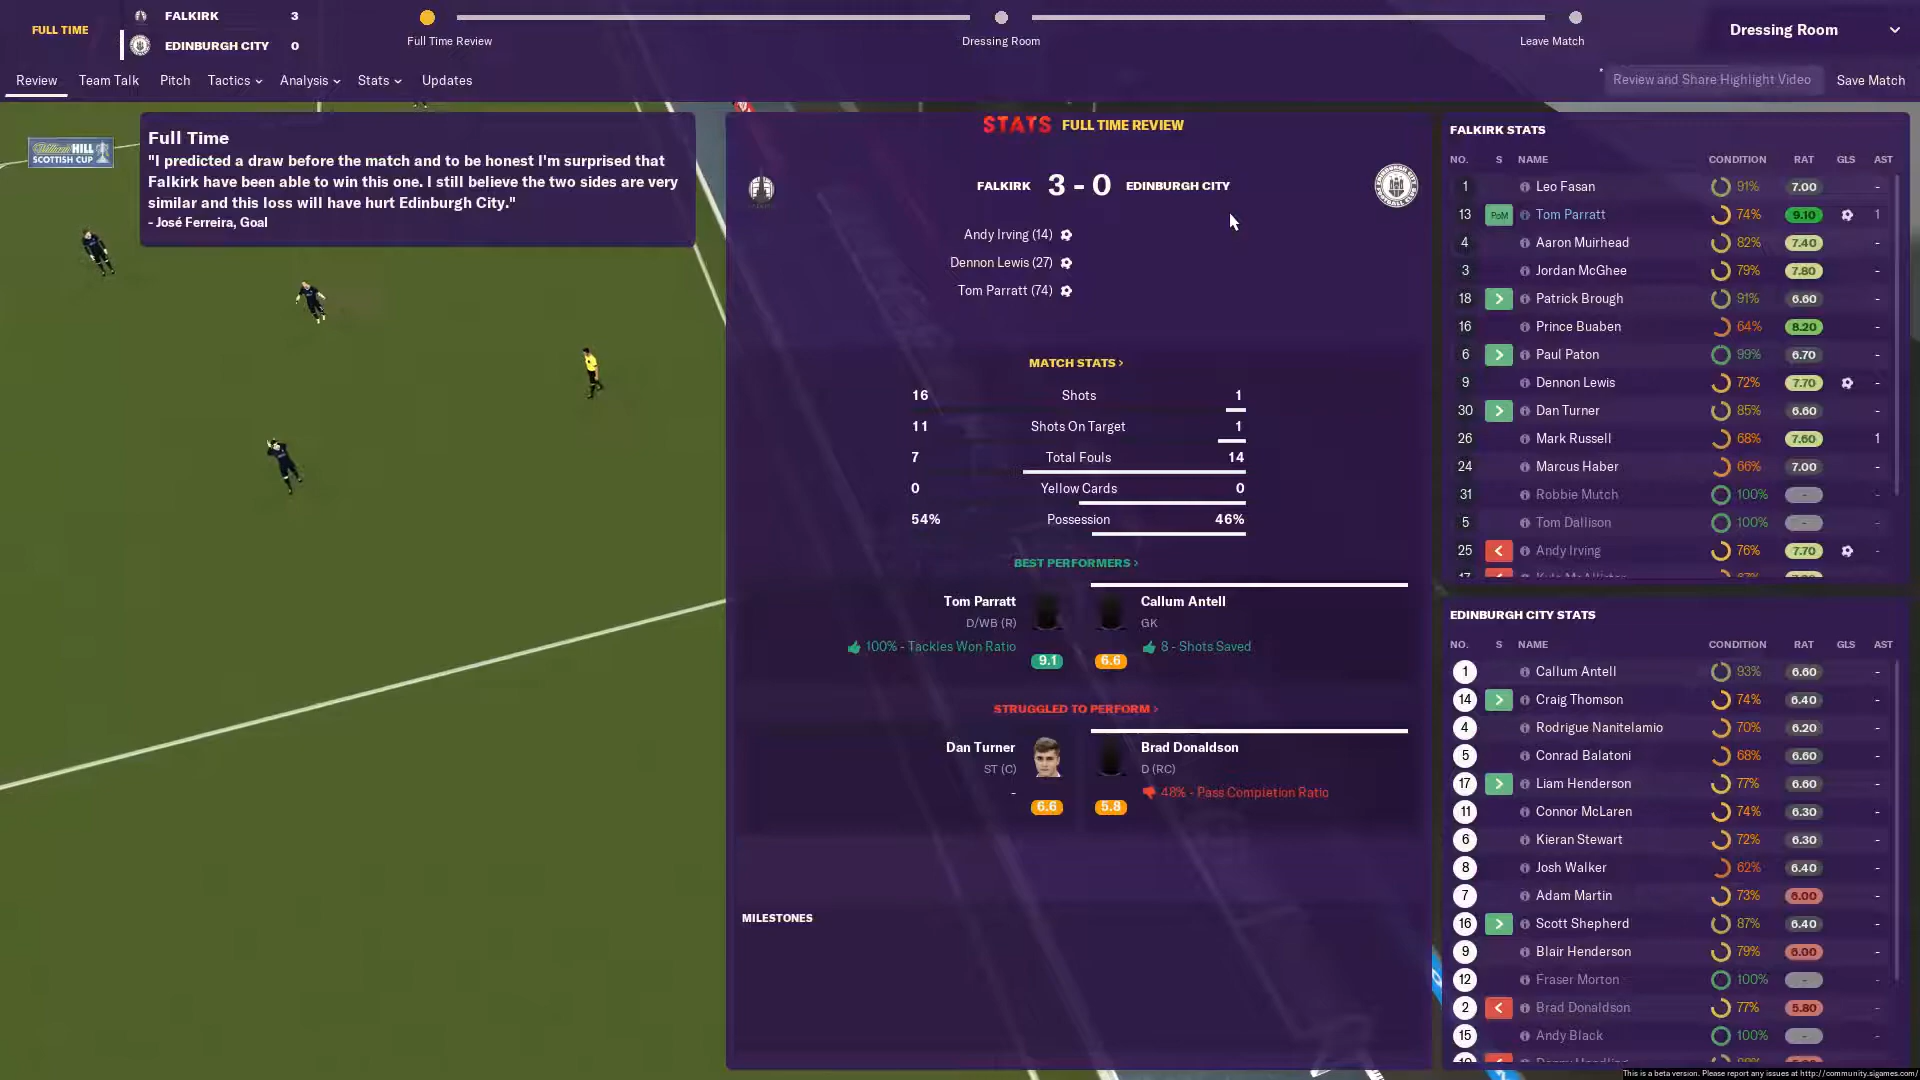 FULL TIME
FALKIRK 3
EDINBURGH CITY 0
Full Time Review
Dressing Room
Leave Match
Dressing Room
Review
Team Talk
Pitch
Tactics
Analysis
Stats
Updates
Review and Share Highlight Video
Save Match
William HILL
SCOTTISH CUP
Full Time
"I predicted a draw before the match and to be honest I'm surprised that
Falkirk have been able to win this one. I still believe the two sides are very
similar and this loss will have hurt Edinburgh City."
- José Ferreira, Goal
STATS FULL TIME REVIEW
FALKIRK 3 - 0 EDINBURGH CITY
Andy Irving (14)
Dennon Lewis (27)
Tom Parratt (74)
MATCH STATS >
16 Shots 1
11 Shots On Target 1
7 Total Fouls 14
0 Yellow Cards 0
54% Possession 46%
BEST PERFORMERS >
Tom Parratt
D/WB (R)
100% - Tackles Won Ratio
9.1
Callum Antell
GK
8 - Shots Saved
6.6
STRUGGLED TO PERFORM >
Dan Turner
ST (C)
-
6.6
Brad Donaldson
D (RC)
48% - Pass Completion Ratio
5.8
MILESTONES
FALKIRK STATS
NO. S NAME CONDITION RAT GLS AST
1 Leo Fasan 91% 7.00 -
13 PoM Tom Parratt 74% 9.10 1
4 Aaron Muirhead 82% 7.40 -
3 Jordan McGhee 79% 7.80 -
18 Patrick Brough 91% 6.60 -
16 Prince Buaben 64% 8.20 -
6 Paul Paton 99% 6.70 -
9 Dennon Lewis 72% 7.70 -
30 Dan Turner 85% 6.60 -
26 Mark Russell 68% 7.60 1
24 Marcus Haber 66% 7.00 -
31 Robbie Mutch 100% - -
5 Tom Dallison 100% - -
25 Andy Irving 76% 7.70 -
EDINBURGH CITY STATS
NO. S NAME CONDITION RAT GLS AST
1 Callum Antell 93% 6.60 -
14 Craig Thomson 74% 6.40 -
4 Rodrigue Nanitelamio 70% 6.20 -
5 Conrad Balatoni 68% 6.60 -
17 Liam Henderson 77% 6.60 -
11 Connor McLaren 74% 6.30 -
6 Kieran Stewart 72% 6.30 -
8 Josh Walker 62% 6.40 -
7 Adam Martin 73% 6.00 -
16 Scott Shepherd 87% 6.40 -
9 Blair Henderson 79% 6.00 -
12 Fraser Morton 100% - -
2 Brad Donaldson 77% 5.80 -
15 Andy Black 100% - -
This is a beta version. Please report any issues at http://community.sigames.com/